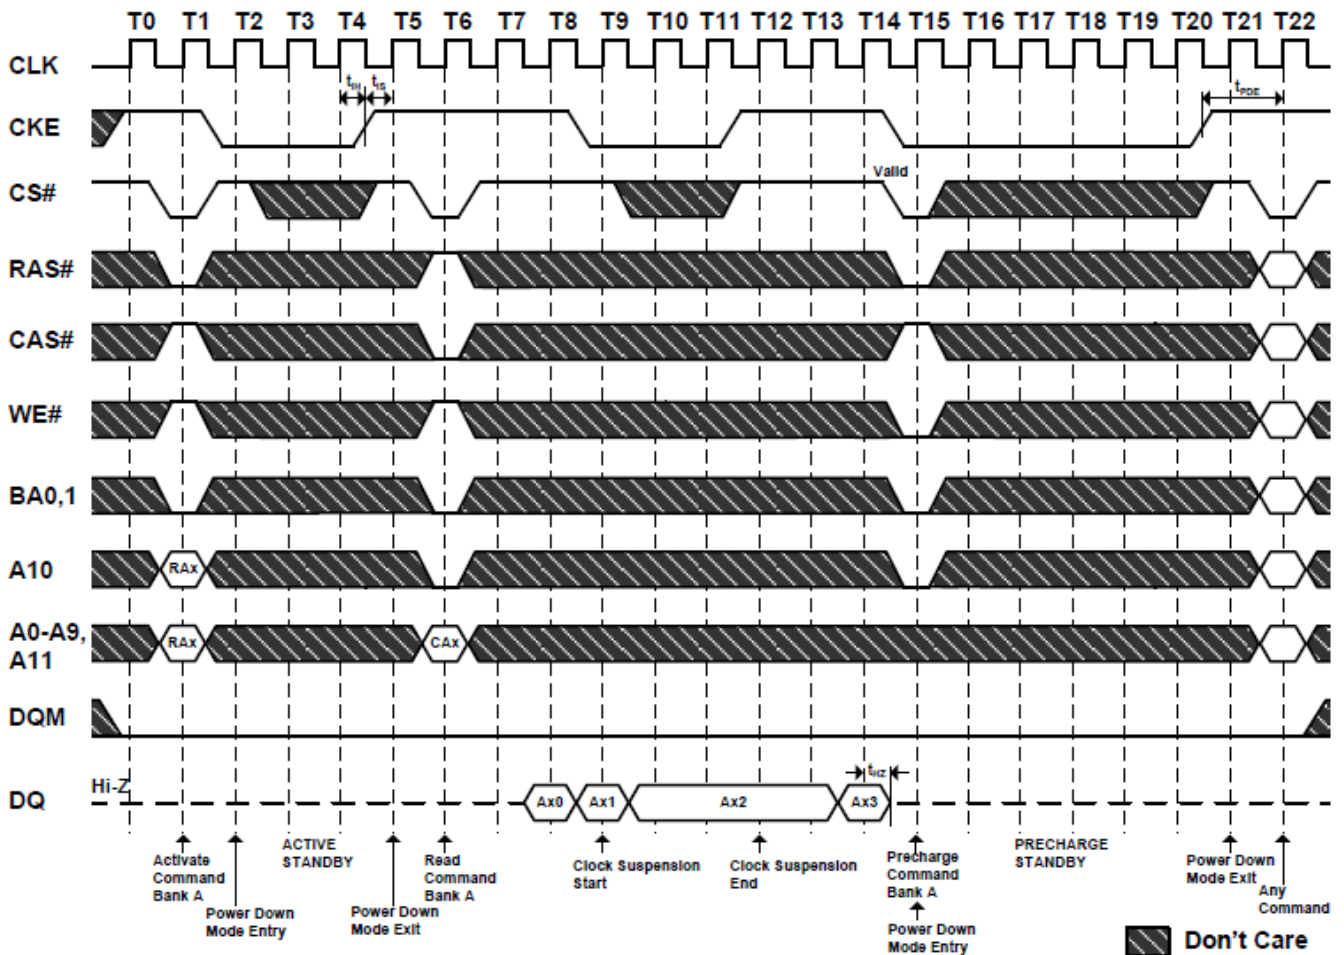 T0 T1 T2 T3 T4 T5 T6 T7 T8 T9 T10 T11 T12 T13 T14 T15 T16 T17 T18 T19 T20 T21 T22
CLK
tIH tIS tPDE
CKE
Valid
CS#
RAS#
CAS#
WE#
BA0,1
A10 RAx
A0-A9,
A11 RAx CAx
DQM
Hi-Z tHZ
DQ Ax0 Ax1 Ax2 Ax3
Activate
Command
Bank A
Power Down
Mode Entry
ACTIVE
STANDBY
Power Down
Mode Exit
Read
Command
Bank A
Clock Suspension
Start
Clock Suspension
End
Precharge
Command
Bank A
Power Down
Mode Entry
PRECHARGE
STANDBY
Power Down
Mode Exit
Any
Command
Don't Care